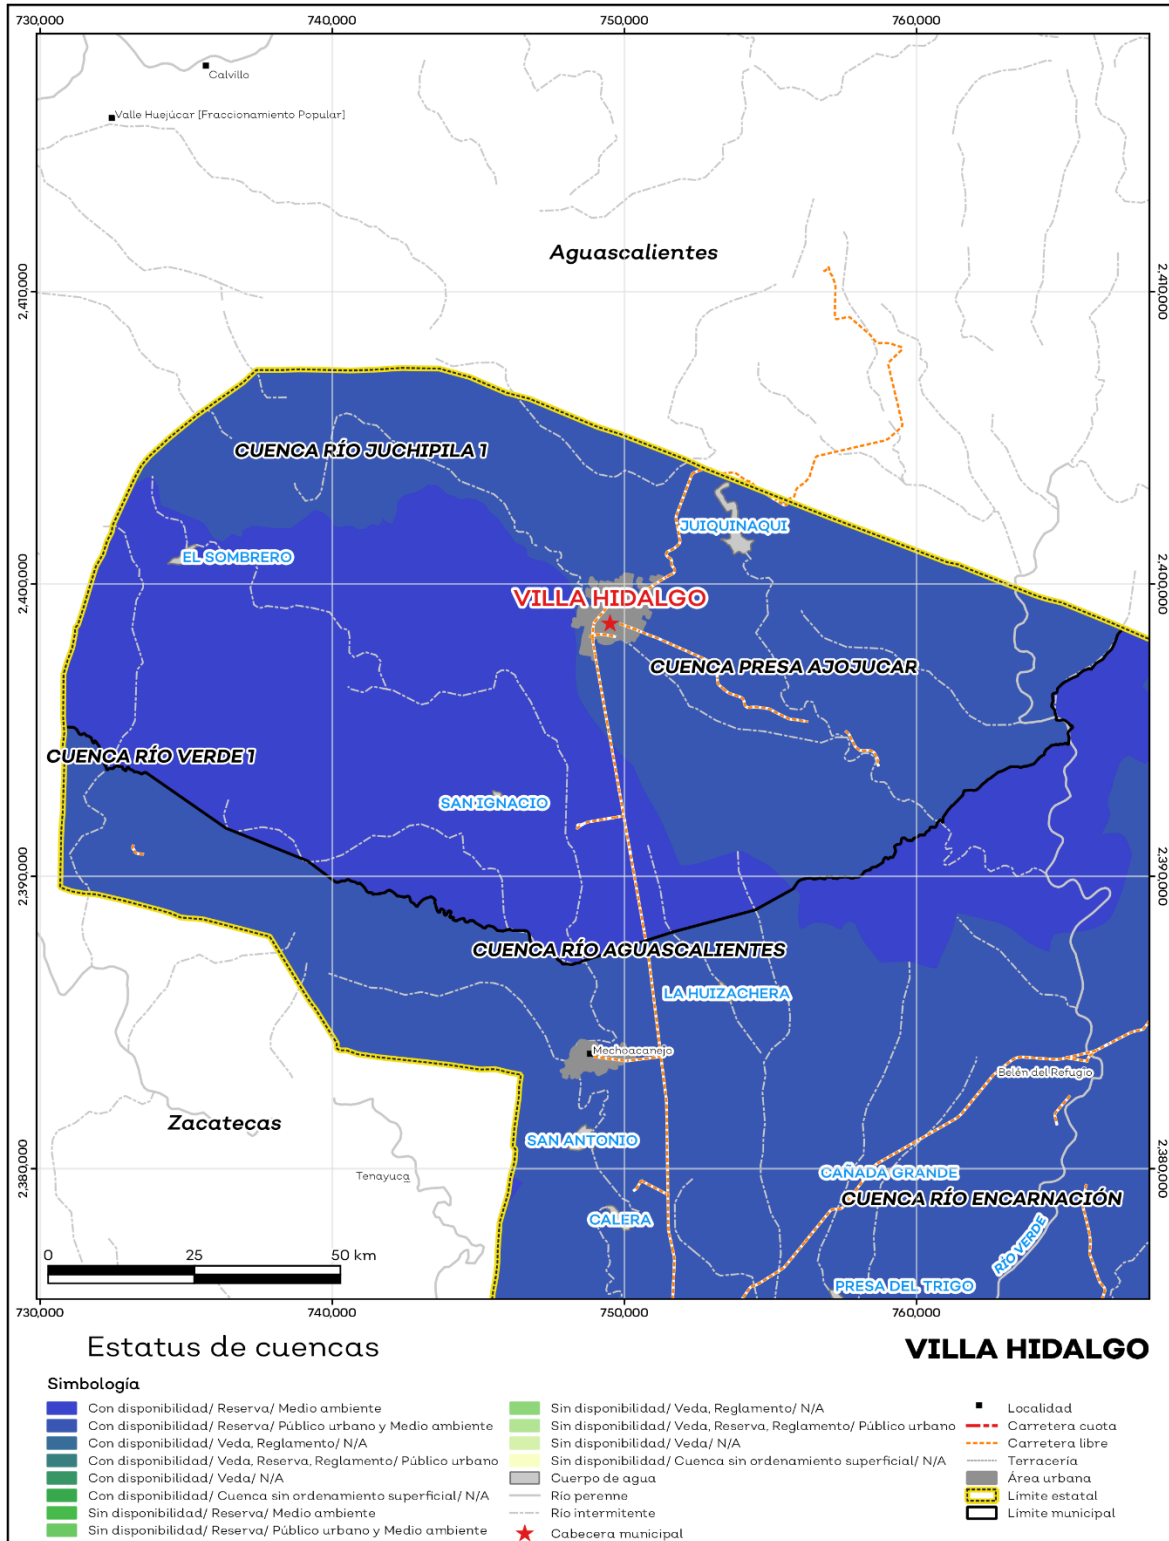 730,000
740,000
750,000
760,000
Calvillo
Valle Huejúcar [Fraccionamiento Popular]
Aguascalientes
2,410,000
2,410,000
CUENCA RÍO JUCHIPILA 1
JUIQUINAQUI
EL SOMBRERO
2,400,000
2,400,000
VILLA HIDALGO
CUENCA PRESA AJOJUCAR
CUENCA RÍO VERDE 1
SAN IGNACIO
2,390,000
2,390,000
CUENCA RÍO AGUASCALIENTES
LA HUIZACHERA
Mechoacanejo
Belén del Refugio
Zacatecas
SAN ANTONIO
Tenayuca
CAÑADA GRANDE
2,380,000
2,380,000
CUENCA RÍO ENCARNACIÓN
CALERA
RÍO VERDE
0 25 50 km
PRESA DEL TRIGO
730,000
740,000
750,000
760,000
Estatus de cuencas
VILLA HIDALGO
Simbología
Con disponibilidad/ Reserva/ Medio ambiente
Con disponibilidad/ Reserva/ Público urbano y Medio ambiente
Con disponibilidad/ Veda, Reglamento/ N/A
Con disponibilidad/ Veda, Reserva, Reglamento/ Público urbano
Con disponibilidad/ Veda/ N/A
Con disponibilidad/ Cuenca sin ordenamiento superficial/ N/A
Sin disponibilidad/ Reserva/ Medio ambiente
Sin disponibilidad/ Reserva/ Público urbano y Medio ambiente
Sin disponibilidad/ Veda, Reglamento/ N/A
Sin disponibilidad/ Veda, Reserva, Reglamento/ Público urbano
Sin disponibilidad/ Veda/ N/A
Sin disponibilidad/ Cuenca sin ordenamiento superficial/ N/A
Cuerpo de agua
Río perenne
Río intermitente
Cabecera municipal
Localidad
Carretera cuota
Carretera libre
Terracería
Área urbana
Límite estatal
Límite municipal